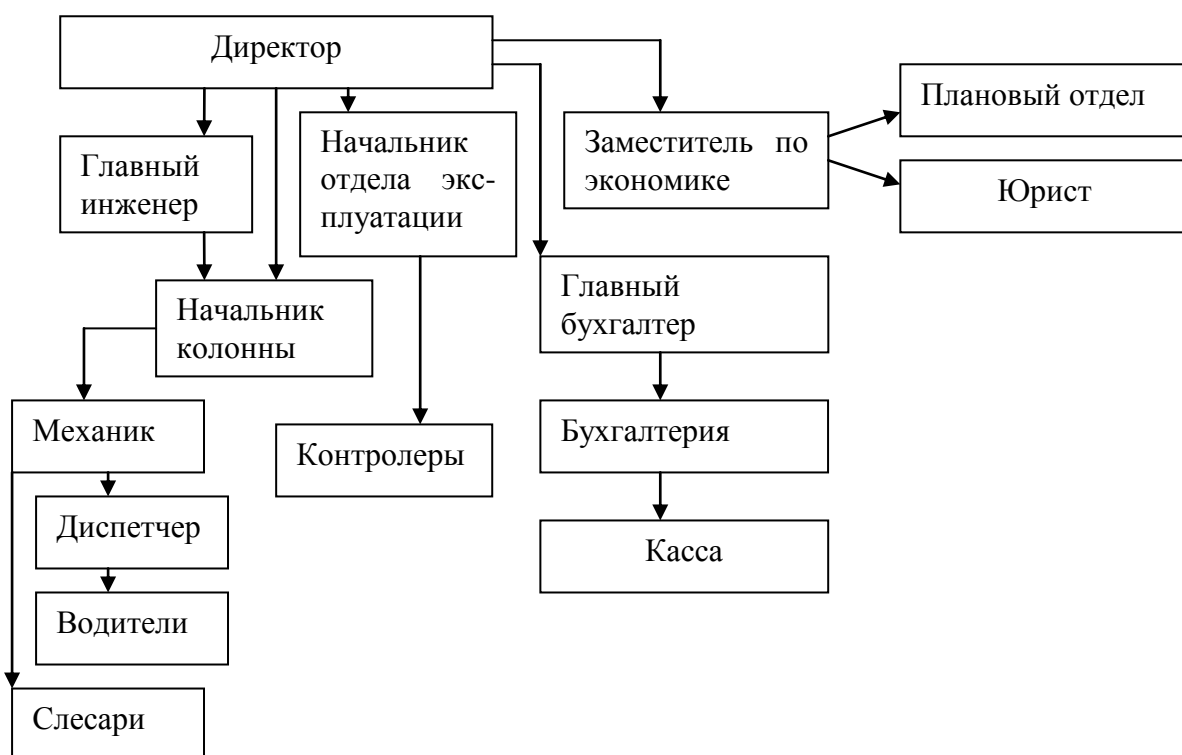 Директор
Плановый отдел
Начальник
отдела экс-
плуатации
Заместитель по
экономике
Главный
инженер
Юрист
Главный
бухгалтер
Начальник
колонны
Механик
Контролеры
Бухгалтерия
Диспетчер
Касса
Водители
Слесари